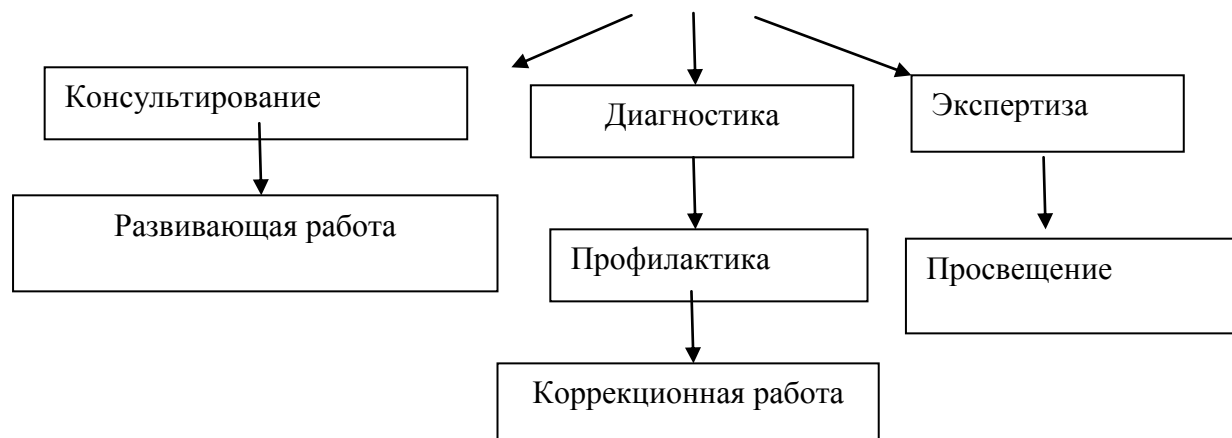 Консультирование
Диагностика
Экспертиза
Развивающая работа
Профилактика
Просвещение
Коррекционная работа